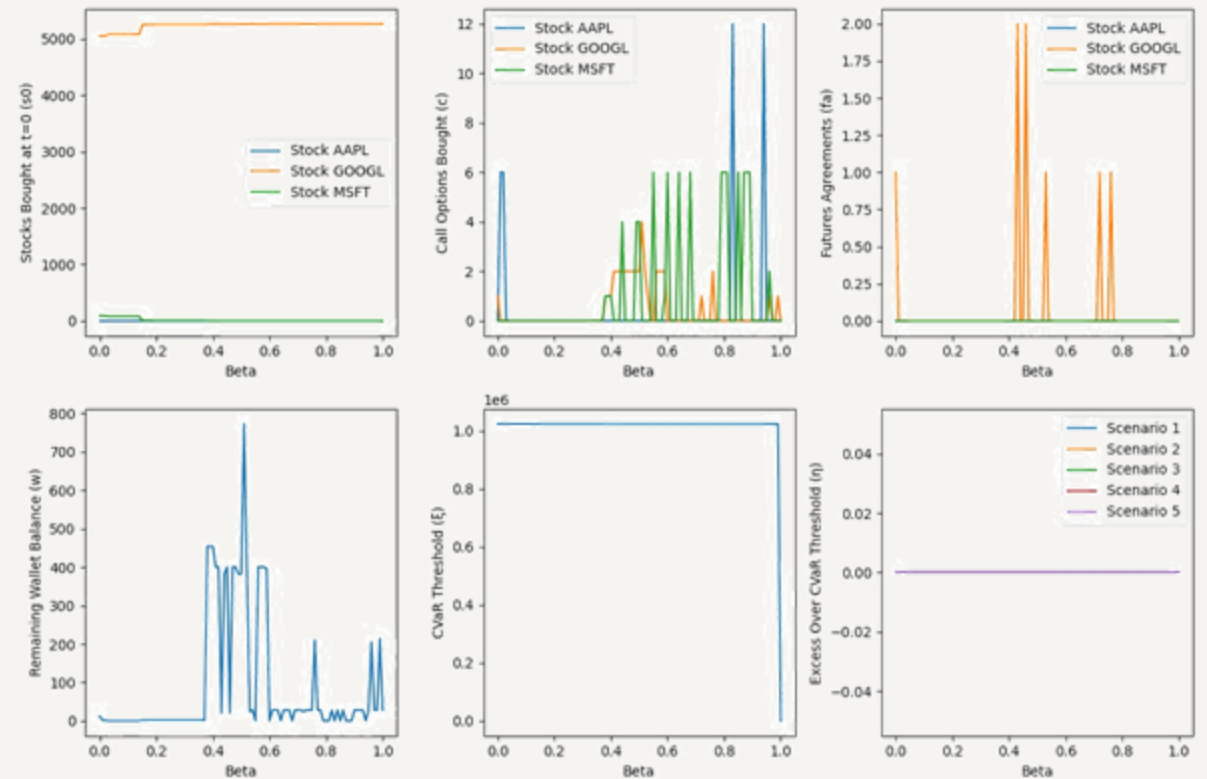 Stocks Bought at t=0 (s0)
5000
4000
3000
2000
1000
0
Stock AAPL
Stock GOOGL
Stock MSFT
0.0 0.2 0.4 0.6 0.8 1.0
Beta
Call Options Bought (c)
12
10
8
6
4
2
0
Stock AAPL
Stock GOOGL
Stock MSFT
0.0 0.2 0.4 0.6 0.8 1.0
Beta
Futures Agreements (fa)
2.00
1.75
1.50
1.25
1.00
0.75
0.50
0.25
0.00
Stock AAPL
Stock GOOGL
Stock MSFT
0.0 0.2 0.4 0.6 0.8 1.0
Beta
Remaining Wallet Balance (w)
800
700
600
500
400
300
200
100
0
0.0 0.2 0.4 0.6 0.8 1.0
Beta
1e6
CVaR Threshold (ξ)
1.0
0.8
0.6
0.4
0.2
0.0
0.0 0.2 0.4 0.6 0.8 1.0
Beta
Excess Over CVaR Threshold (η)
0.04
0.02
0.00
−0.02
−0.04
Scenario 1
Scenario 2
Scenario 3
Scenario 4
Scenario 5
0.0 0.2 0.4 0.6 0.8 1.0
Beta